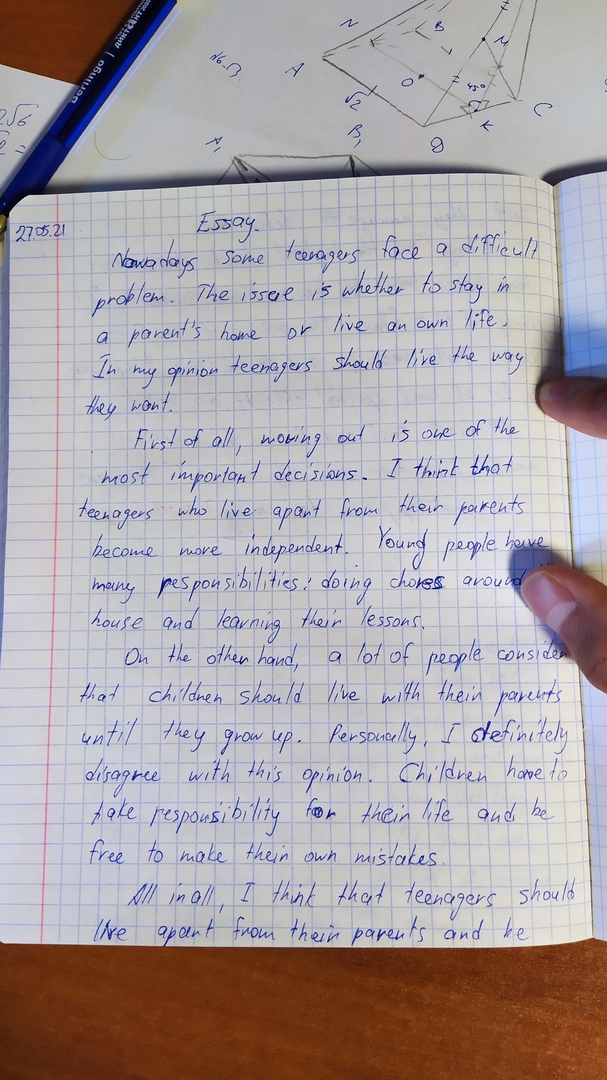 Berlingo
N
B
M
A
16-13.
O
45°
√2
C
K
D
2√6
A₁
B₁
27.05.21
Essay.
Nowadays some teenagers face a difficult
problem. The issue is whether to stay in
a parent's home or live an own life.
In my opinion teenagers should live the way
they want.
First of all, moving out is one of the
most important decisions. I think that
teenagers who live apart from their parents
become more independent. Young people have
many responsibilities: doing chores around
house and learning their lessons.
On the other hand, a lot of people consider
that children should live with their parents
until they grow up. Personally, I definitely
disagree with this opinion. Children have to
take responsibility for their life and be
free to make their own mistakes.
All in all, I think that teenagers should
live apart from their parents and be